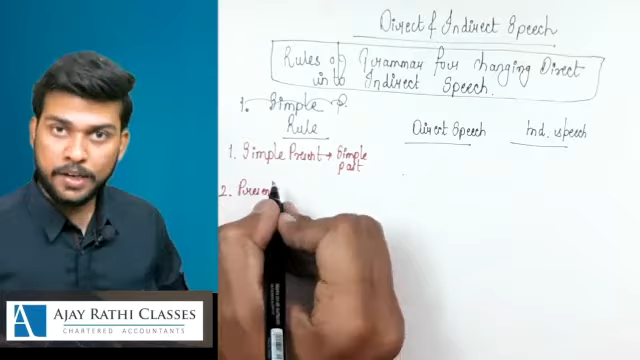 Direct & Indirect Speech
Rules of Grammar for changing Direct
into Indirect Speech.
1. Simple P.
Rule
Direct Speech
Ind. speech
1. Simple Present → Simple
past
2. Presen
AJAY RATHI CLASSES
CHARTERED ACCOUNTANTS